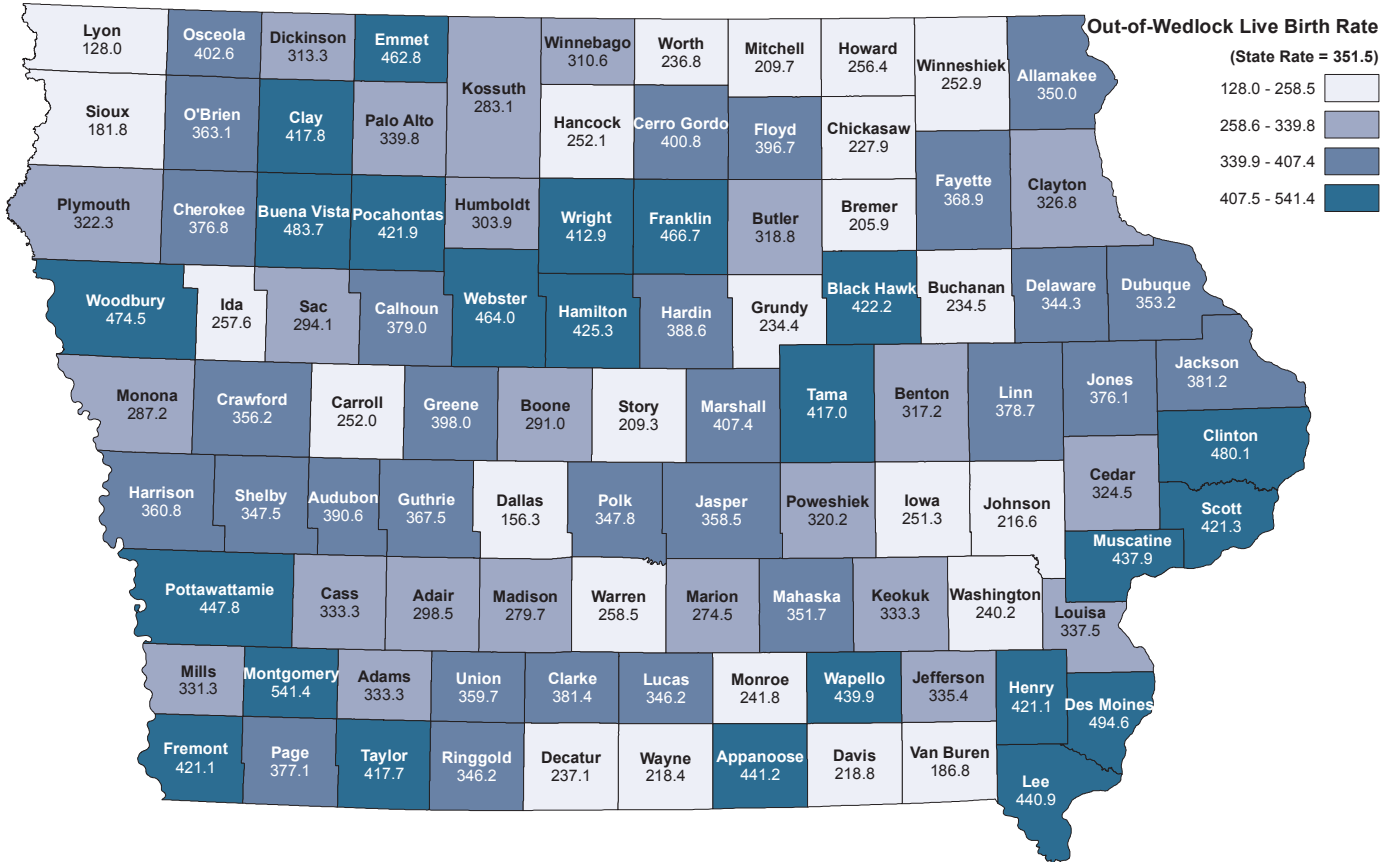 Out-of-Wedlock Live Birth Rate
(State Rate = 351.5)
128.0 - 258.5
258.6 - 339.8
339.9 - 407.4
407.5 - 541.4
Lyon
128.0
Osceola
402.6
Dickinson
313.3
Emmet
462.8
Kossuth
283.1
Winnebago
310.6
Worth
236.8
Mitchell
209.7
Howard
256.4
Winneshiek
252.9
Allamakee
350.0
Sioux
181.8
O'Brien
363.1
Clay
417.8
Palo Alto
339.8
Hancock
252.1
Cerro Gordo
400.8
Floyd
396.7
Chickasaw
227.9
Plymouth
322.3
Cherokee
376.8
Buena Vista
483.7
Pocahontas
421.9
Humboldt
303.9
Wright
412.9
Franklin
466.7
Butler
318.8
Bremer
205.9
Fayette
368.9
Clayton
326.8
Woodbury
474.5
Ida
257.6
Sac
294.1
Calhoun
379.0
Webster
464.0
Hamilton
425.3
Hardin
388.6
Grundy
234.4
Black Hawk
422.2
Buchanan
234.5
Delaware
344.3
Dubuque
353.2
Monona
287.2
Crawford
356.2
Carroll
252.0
Greene
398.0
Boone
291.0
Story
209.3
Marshall
407.4
Tama
417.0
Benton
317.2
Linn
378.7
Jones
376.1
Jackson
381.2
Clinton
480.1
Harrison
360.8
Shelby
347.5
Audubon
390.6
Guthrie
367.5
Dallas
156.3
Polk
347.8
Jasper
358.5
Poweshiek
320.2
Iowa
251.3
Johnson
216.6
Cedar
324.5
Scott
421.3
Muscatine
437.9
Pottawattamie
447.8
Cass
333.3
Adair
298.5
Madison
279.7
Warren
258.5
Marion
274.5
Mahaska
351.7
Keokuk
333.3
Washington
240.2
Louisa
337.5
Mills
331.3
Montgomery
541.4
Adams
333.3
Union
359.7
Clarke
381.4
Lucas
346.2
Monroe
241.8
Wapello
439.9
Jefferson
335.4
Henry
421.1
Des Moines
494.6
Fremont
421.1
Page
377.1
Taylor
417.7
Ringgold
346.2
Decatur
237.1
Wayne
218.4
Appanoose
441.2
Davis
218.8
Van Buren
186.8
Lee
440.9